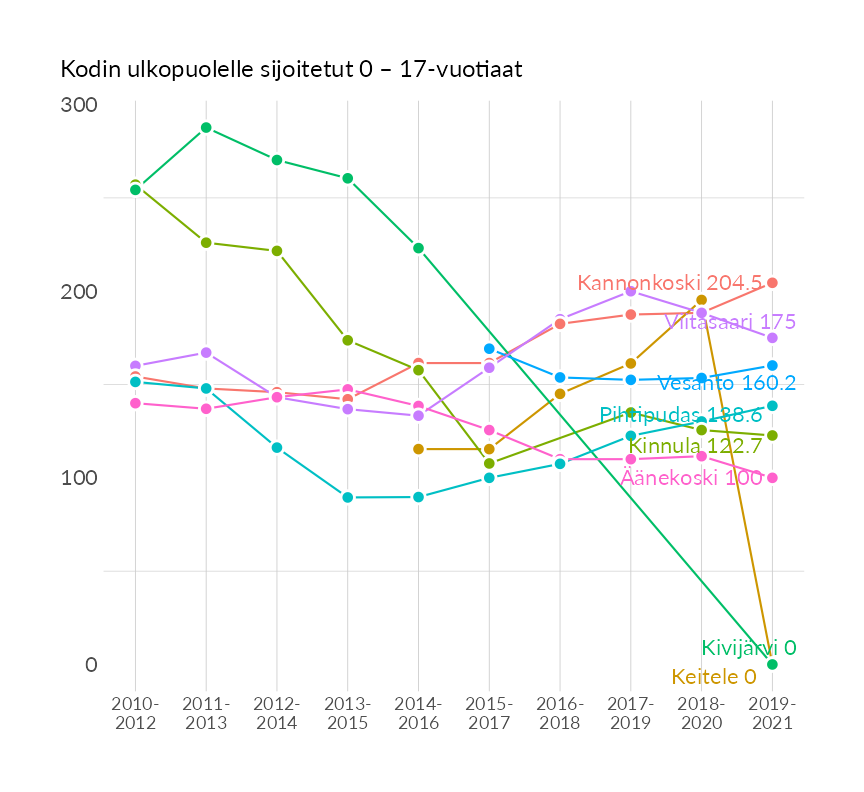 Kodin ulkopuolelle sijoitetut 0 – 17-vuotiaat
300
200
100
0
Kannonkoski 204.5
Viitasaari 175
Vesanto 160.2
Pihtipudas 138.6
Kinnula 122.7
Äänekoski 100
Kivijärvi 0
Keitele 0
2010-
2012
2011-
2013
2012-
2014
2013-
2015
2014-
2016
2015-
2017
2016-
2018
2017-
2019
2018-
2020
2019-
2021